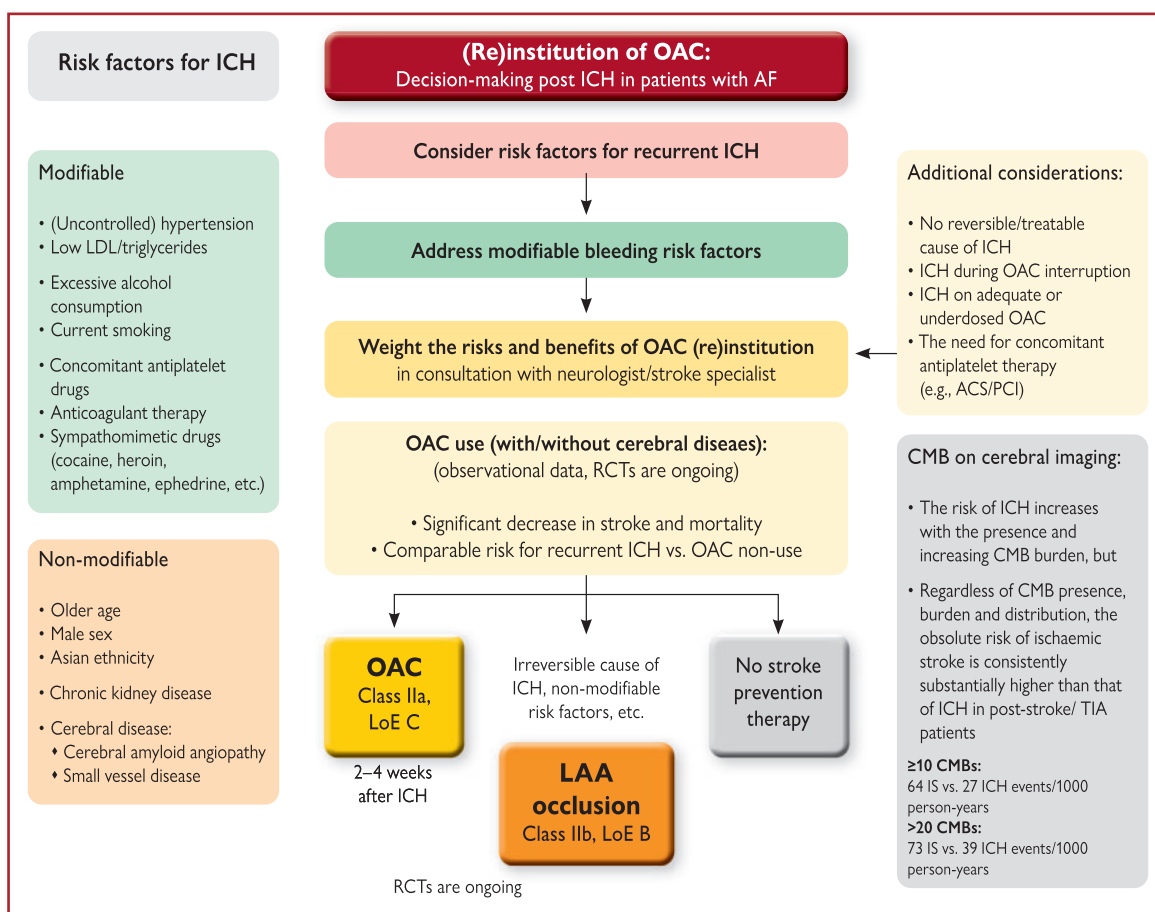 Risk factors for ICH
(Re)institution of OAC:
Decision-making post ICH in patients with AF
Modifiable
• (Uncontrolled) hypertension
• Low LDL/triglycerides
• Excessive alcohol
consumption
• Current smoking
• Concomitant antiplatelet
drugs
• Anticoagulant therapy
• Sympathomimetic drugs
(cocaine, heroin,
amphetamine, ephedrine, etc.)
Non-modifiable
• Older age
• Male sex
• Asian ethnicity
• Chronic kidney disease
• Cerebral disease:
♦ Cerebral amyloid angiopathy
♦ Small vessel disease
Consider risk factors for recurrent ICH
Address modifiable bleeding risk factors
Weight the risks and benefits of OAC (re)institution
in consultation with neurologist/stroke specialist
OAC use (with/without cerebral diseaes):
(observational data, RCTs are ongoing)
• Significant decrease in stroke and mortality
• Comparable risk for recurrent ICH vs. OAC non-use
OAC
Class IIa,
LoE C
2–4 weeks
after ICH
Irreversible cause of
ICH, non-modifiable
risk factors, etc.
LAA
occlusion
Class IIb, LoE B
No stroke
prevention
therapy
RCTs are ongoing
Additional considerations:
• No reversible/treatable
cause of ICH
• ICH during OAC interruption
• ICH on adequate or
underdosed OAC
• The need for concomitant
antiplatelet therapy
(e.g., ACS/PCI)
CMB on cerebral imaging:
• The risk of ICH increases
with the presence and
increasing CMB burden, but
• Regardless of CMB presence,
burden and distribution, the
absolute risk of ischaemic
stroke is consistently
substantially higher than that
of ICH in post-stroke/ TIA
patients
≥10 CMBs:
64 IS vs. 27 ICH events/1000
person-years
>20 CMBs:
73 IS vs. 39 ICH events/1000
person-years